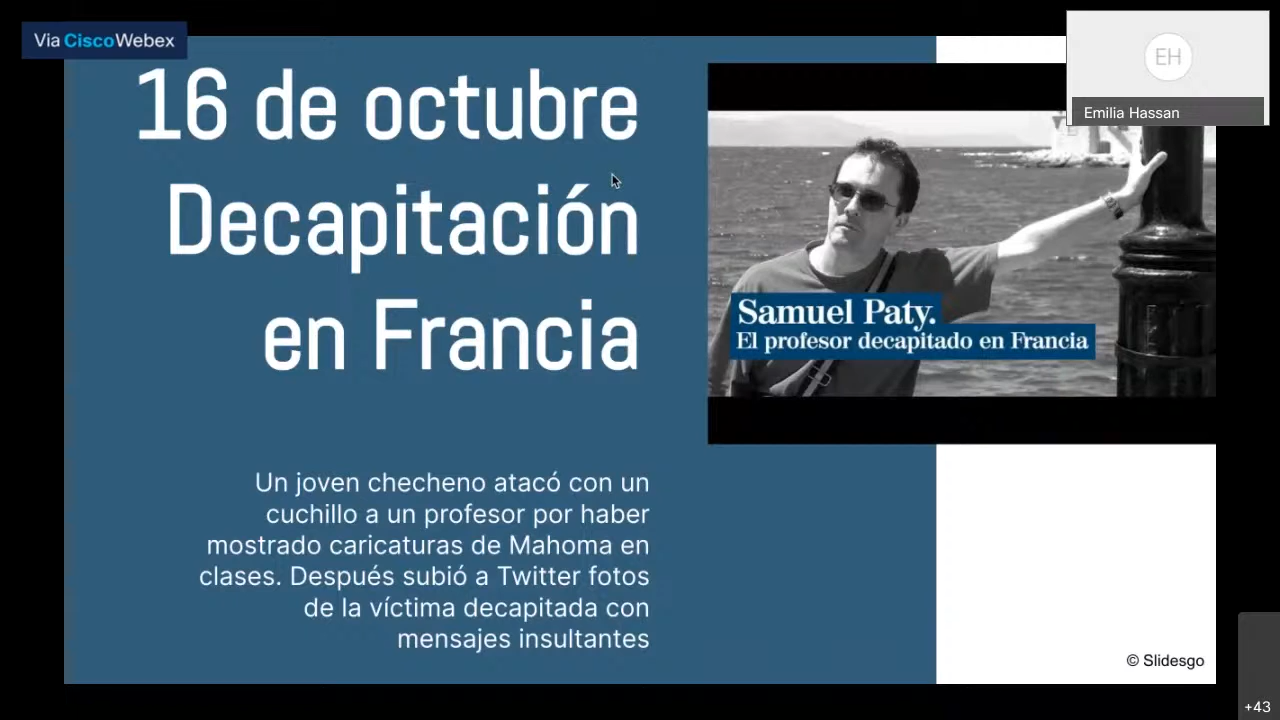 Via CiscoWebex
16 de octubre
Decapitación
en Francia
EH
Emilia Hassan
Samuel Paty.
El profesor decapitado en Francia
Un joven checheno atacó con un
cuchillo a un profesor por haber
mostrado caricaturas de Mahoma en
clases. Después subió a Twitter fotos
de la víctima decapitada con
mensajes insultantes
© Slidesgo
+43